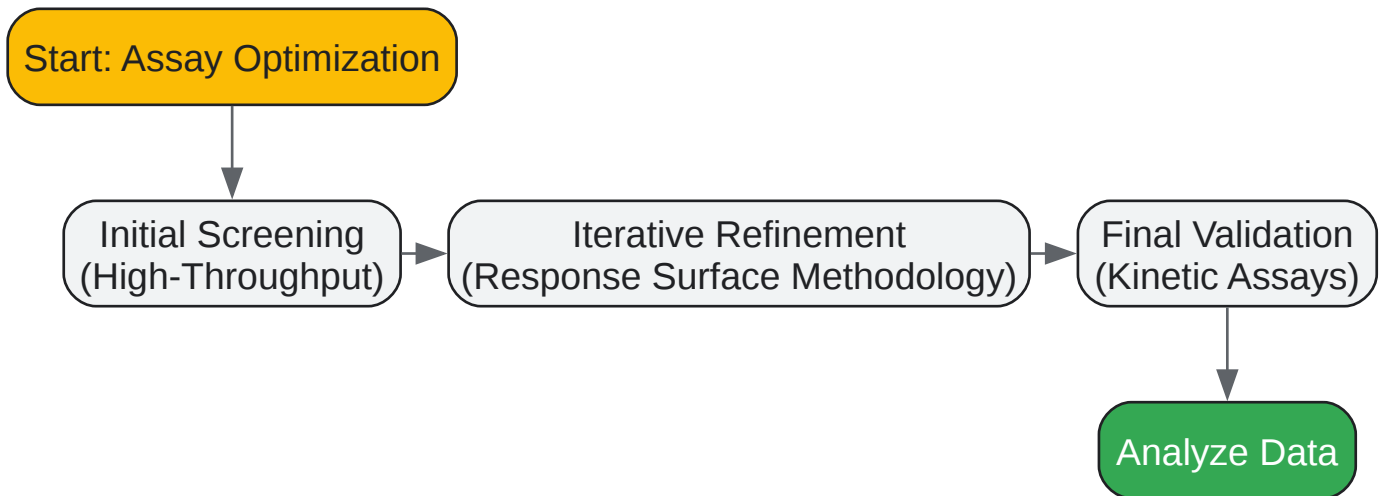 Start: Assay Optimization
Initial Screening
(High-Throughput)
Iterative Refinement
(Response Surface Methodology)
Final Validation
(Kinetic Assays)
Analyze Data